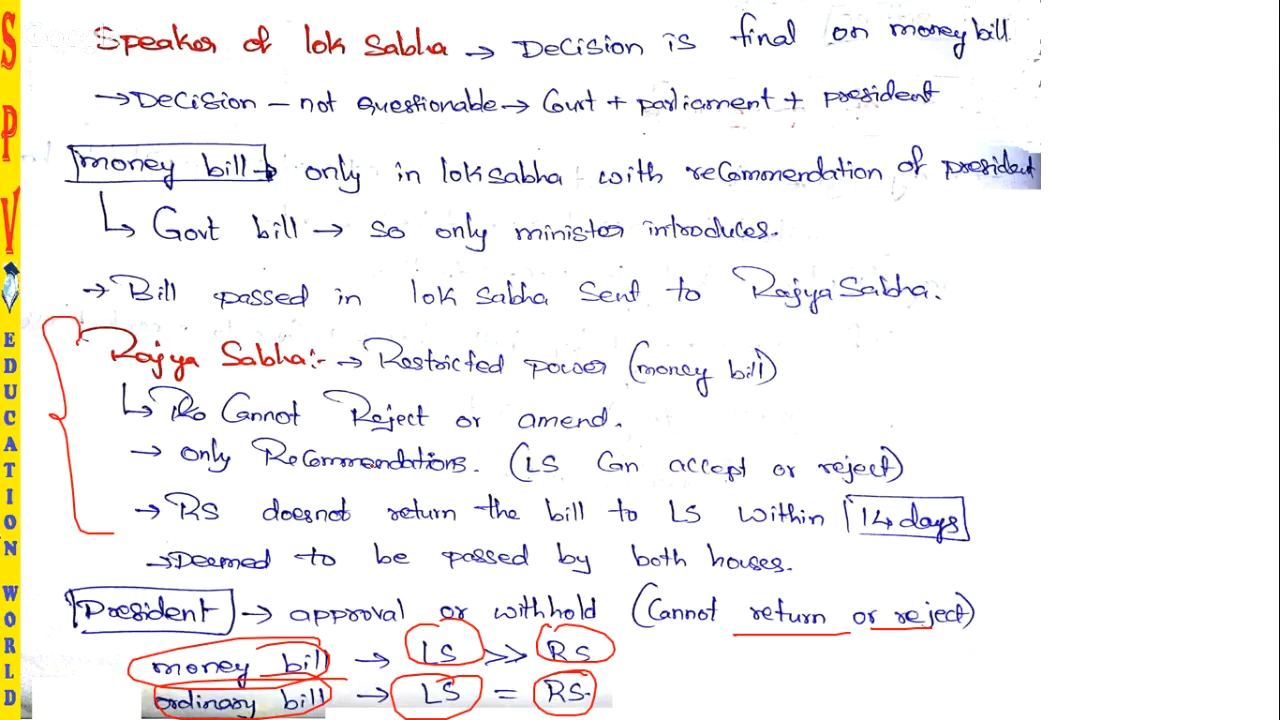 SPV EDUCATION WORLD
Speaker of lok Sabha → Decision is final on money bill
→ Decision - not questionable → Court + parliament + president
money bill → only in loksabha with recommendation of president
↳ Govt bill → so only minister introduces.
→ Bill passed in lok sabha sent to RajyaSabha.
Rajya Sabha:- → Restricted power (money bill)
↳ Cannot Reject or amend.
→ only Recommendations. (LS Can accept or reject)
→ RS doesnot return the bill to LS within 14 days
→ Deemed to be passed by both houses.
President → approval or withhold (Cannot return or reject)
money bill → LS >> RS
ordinary bill → LS = RS.